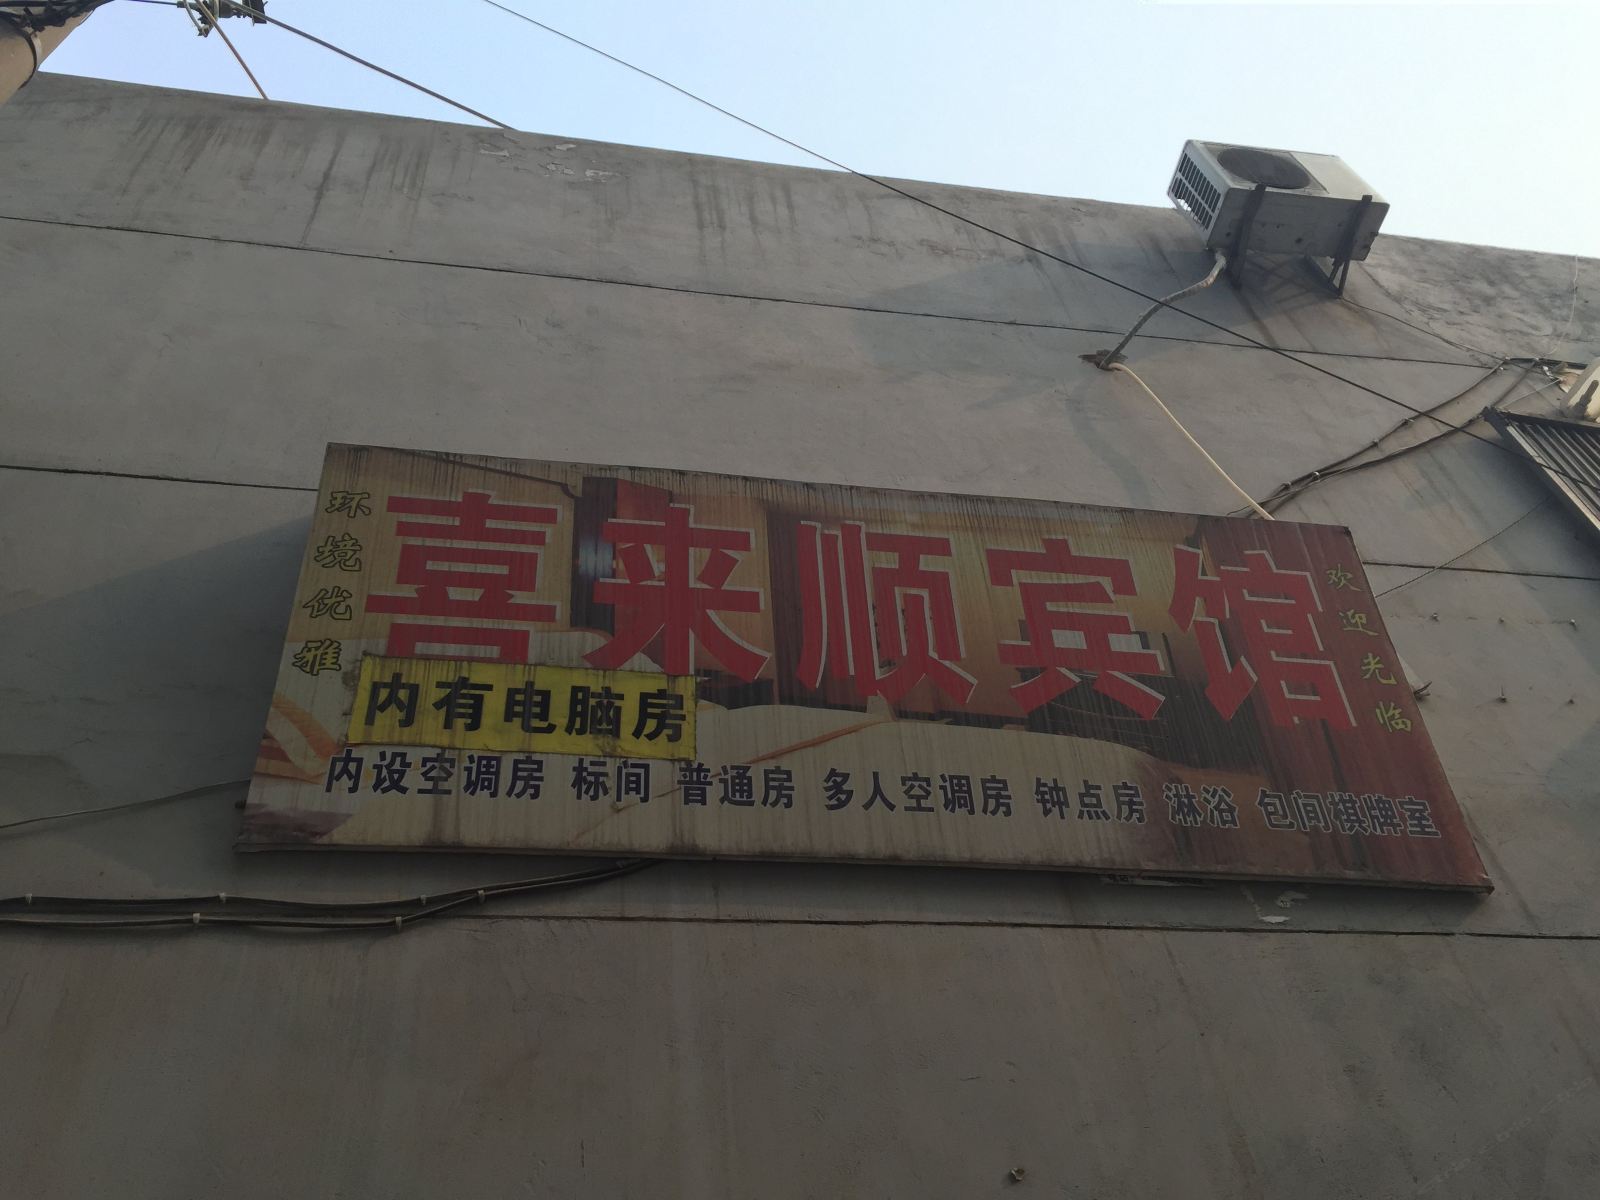 环境优雅
喜来顺宾馆
欢迎光临
内有电脑房
内设空调房 标间 普通房 多人空调房 钟点房 淋浴 包间棋牌室